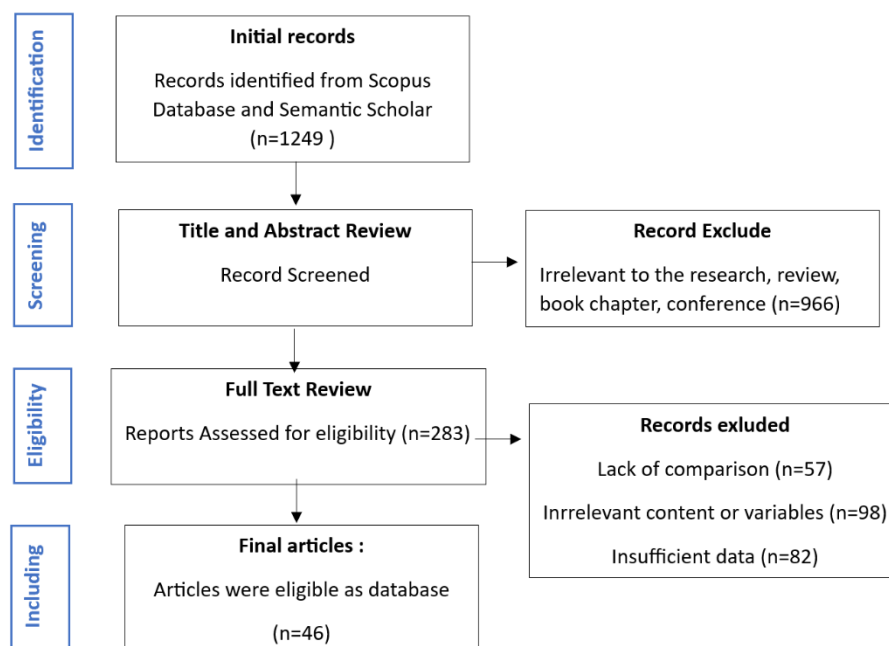 Identification
Initial records
Records identified from Scopus
Database and Semantic Scholar
(n=1249 )
Screening
Title and Abstract Review
Record Screened
Record Exclude
Irrelevant to the research, review,
book chapter, conference (n=966)
Eligibility
Full Text Review
Reports Assessed for eligibility (n=283)
Records exluded
Lack of comparison (n=57)
Inrrelevant content or variables (n=98)
Insufficient data (n=82)
Including
Final articles :
Articles were eligible as database
(n=46)